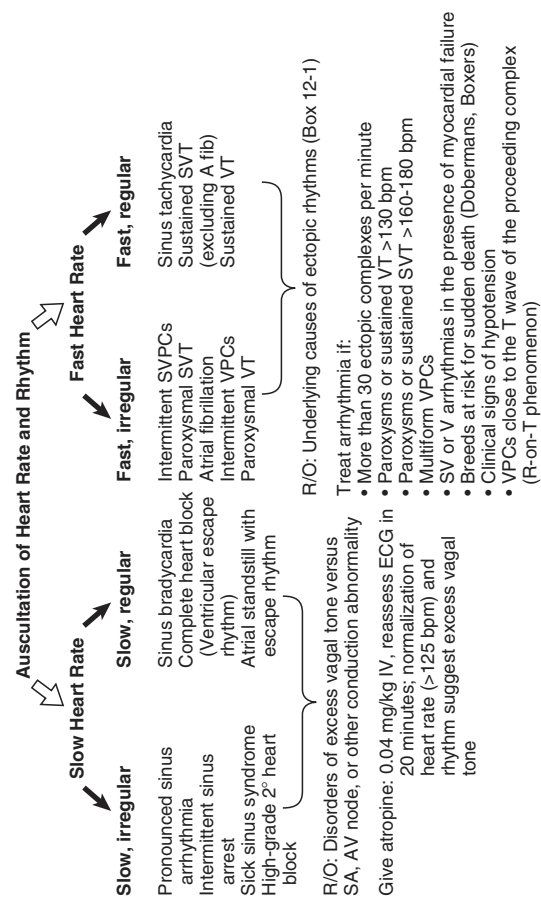 Auscultation of Heart Rate and Rhythm
Slow Heart Rate
Fast Heart Rate
Slow, irregular
Pronounced sinus
arrhythmia
Intermittent sinus
arrest
Sick sinus syndrome
High-grade 2° heart
block
Slow, regular
Sinus bradycardia
Complete heart block
(Ventricular escape
rhythm)
Atrial standstill with
escape rhythm
R/O: Disorders of excess vagal tone versus
SA, AV node, or other conduction abnormality
Give atropine: 0.04 mg/kg IV, reassess ECG in
20 minutes; normalization of
heart rate (>125 bpm) and
rhythm suggest excess vagal
tone
Fast, irregular
Intermittent SVPCs
Paroxysmal SVT
Atrial fibrillation
Intermittent VPCs
Paroxysmal VT
Fast, regular
Sinus tachycardia
Sustained SVT
(excluding A fib)
Sustained VT
R/O: Underlying causes of ectopic rhythms (Box 12-1)
Treat arrhythmia if:
• More than 30 ectopic complexes per minute
• Paroxysms or sustained VT >130 bpm
• Paroxysms or sustained SVT >160-180 bpm
• Multiform VPCs
• SV or V arrhythmias in the presence of myocardial failure
• Breeds at risk for sudden death (Dobermans, Boxers)
• Clinical signs of hypotension
• VPCs close to the T wave of the proceeding complex
(R-on-T phenomenon)